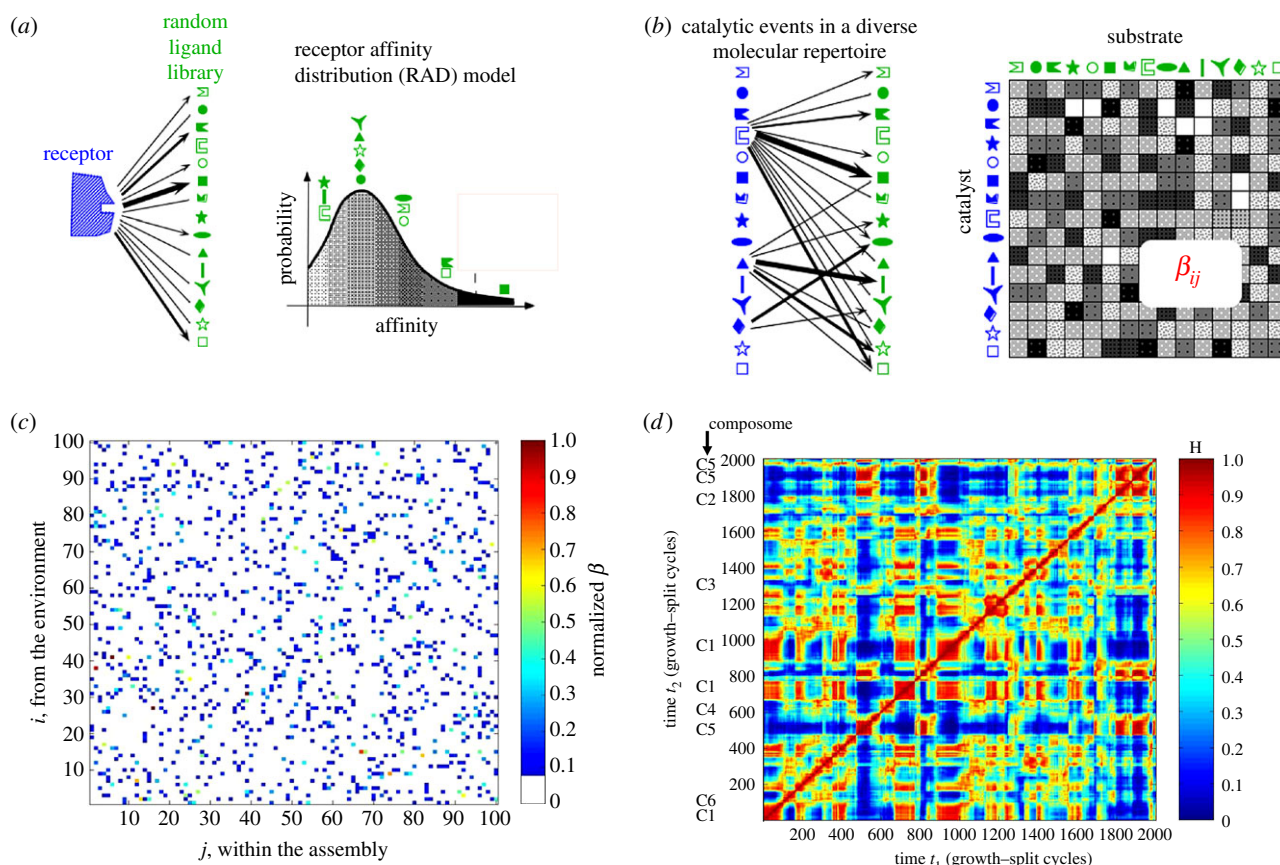 (a)
random
ligand
library
receptor
receptor affinity
distribution (RAD) model
probability
affinity
(b)
catalytic events in a diverse
molecular repertoire
substrate
catalyst
βij
(c)
100
90
80
70
60
50
40
30
20
10
i, from the environment
10 20 30 40 50 60 70 80 90 100
j, within the assembly
1.0
0.9
0.8
0.7
0.6
0.5
0.4
0.3
0.2
0.1
0
normalized β
(d)
composome
C5
C5
C2
C3
C1
C1
C4
C5
C6
C1
2000
1800
1600
1400
1200
1000
800
600
400
200
time t2 (growth–split cycles)
200 400 600 800 1000 1200 1400 1600 1800 2000
time t1 (growth–split cycles)
H
1.0
0.9
0.8
0.7
0.6
0.5
0.4
0.3
0.2
0.1
0